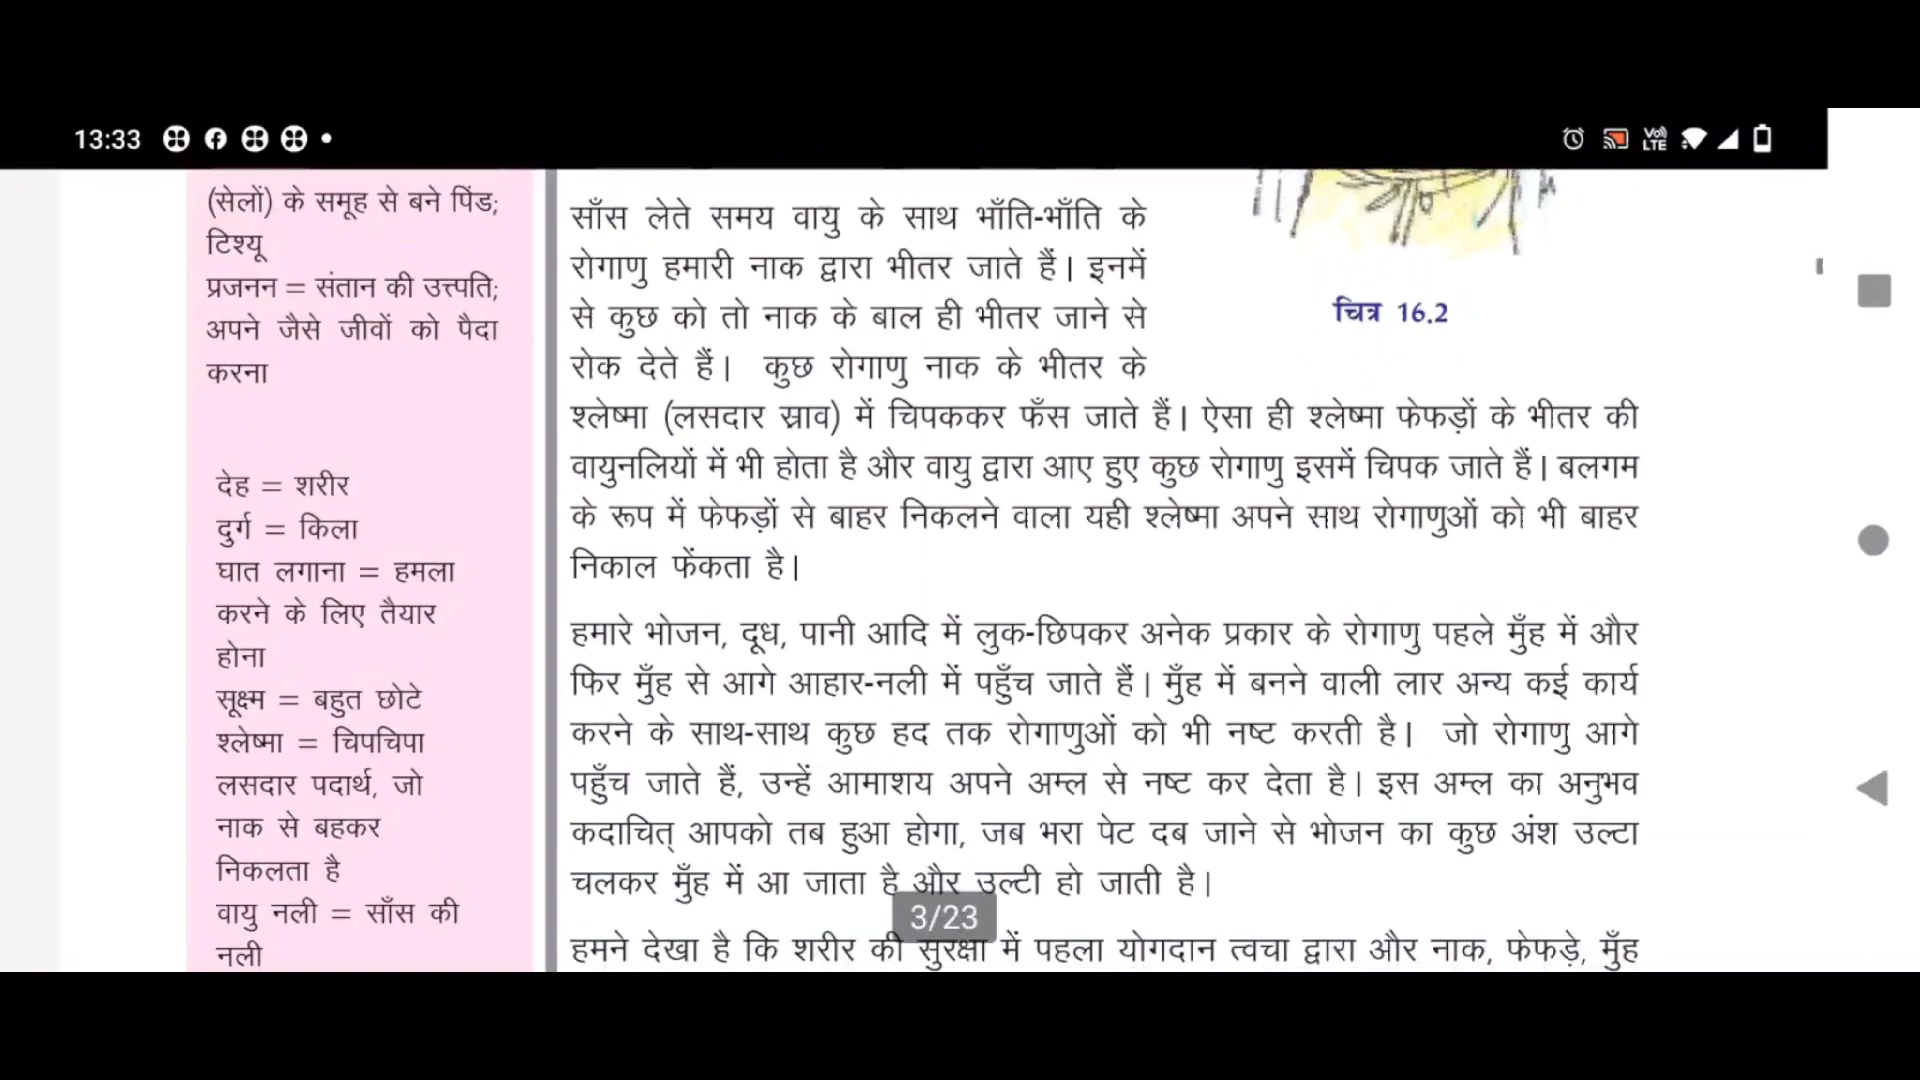 13:33
VoLTE
(सेलों) के समूह से बने पिंड;
टिश्यू
प्रजनन = संतान की उत्त्पति;
अपने जैसे जीवों को पैदा
करना
देह = शरीर
दुर्ग = किला
घात लगाना = हमला
करने के लिए तैयार
होना
सूक्ष्म = बहुत छोटे
श्लेष्मा = चिपचिपा
लसदार पदार्थ, जो
नाक से बहकर
निकलता है
वायु नली = साँस की
नली
साँस लेते समय वायु के साथ भाँति-भाँति के
रोगाणु हमारी नाक द्वारा भीतर जाते हैं। इनमें
से कुछ को तो नाक के बाल ही भीतर जाने से
रोक देते हैं। कुछ रोगाणु नाक के भीतर के
श्लेष्मा (लसदार स्राव) में चिपककर फँस जाते हैं। ऐसा ही श्लेष्मा फेफड़ों के भीतर की
वायुनलियों में भी होता है और वायु द्वारा आए हुए कुछ रोगाणु इसमें चिपक जाते हैं। बलगम
के रूप में फेफड़ों से बाहर निकलने वाला यही श्लेष्मा अपने साथ रोगाणुओं को भी बाहर
निकाल फेंकता है।
चित्र 16.2
हमारे भोजन, दूध, पानी आदि में लुक-छिपकर अनेक प्रकार के रोगाणु पहले मुँह में और
फिर मुँह से आगे आहार-नली में पहुँच जाते हैं। मुँह में बनने वाली लार अन्य कई कार्य
करने के साथ-साथ कुछ हद तक रोगाणुओं को भी नष्ट करती है। जो रोगाणु आगे
पहुँच जाते हैं, उन्हें आमाशय अपने अम्ल से नष्ट कर देता है। इस अम्ल का अनुभव
कदाचित् आपको तब हुआ होगा, जब भरा पेट दब जाने से भोजन का कुछ अंश उल्टा
चलकर मुँह में आ जाता है और उल्टी हो जाती है।
3/23
हमने देखा है कि शरीर की सुरक्षा में पहला योगदान त्वचा द्वारा और नाक, फेफड़े, मुँह